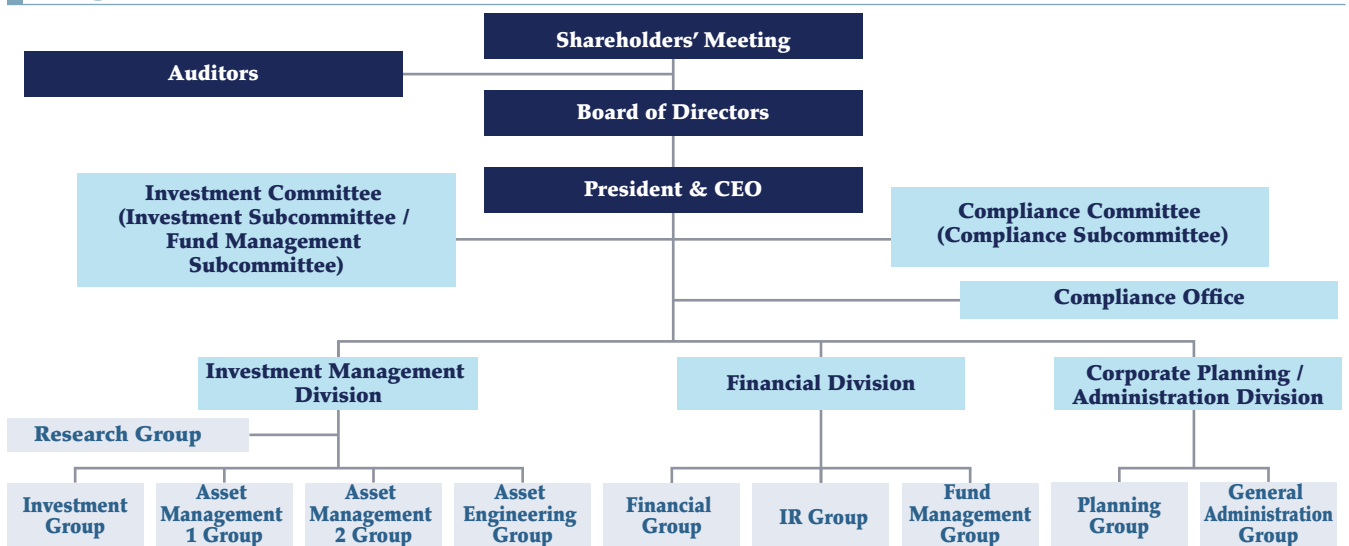 Shareholders' Meeting
Auditors
Board of Directors
President & CEO
Investment Committee
(Investment Subcommittee /
Fund Management
Subcommittee)
Compliance Committee
(Compliance Subcommittee)
Compliance Office
Investment Management
Division
Financial Division
Corporate Planning /
Administration Division
Research Group
Investment
Group
Asset
Management
1 Group
Asset
Management
2 Group
Asset
Engineering
Group
Financial
Group
IR Group
Fund
Management
Group
Planning
Group
General
Administration
Group